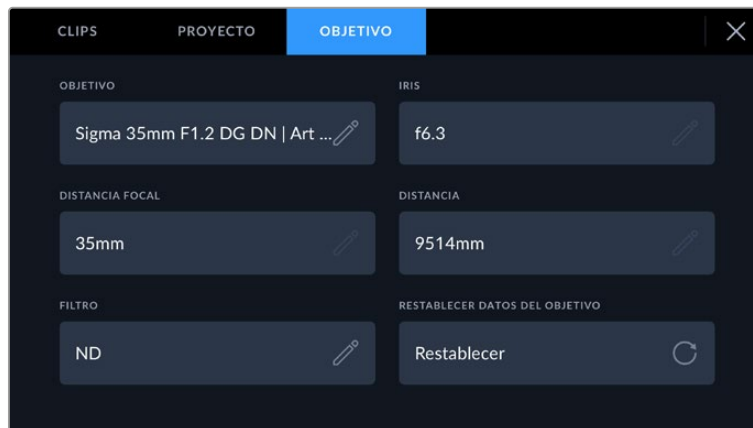 CLIPS PROYECTO OBJETIVO
OBJETIVO IRIS
Sigma 35mm F1.2 DG DN | Art ... f6.3
DISTANCIA FOCAL DISTANCIA
35mm 9514mm
FILTRO RESTABLECER DATOS DEL OBJETIVO
ND Restablecer